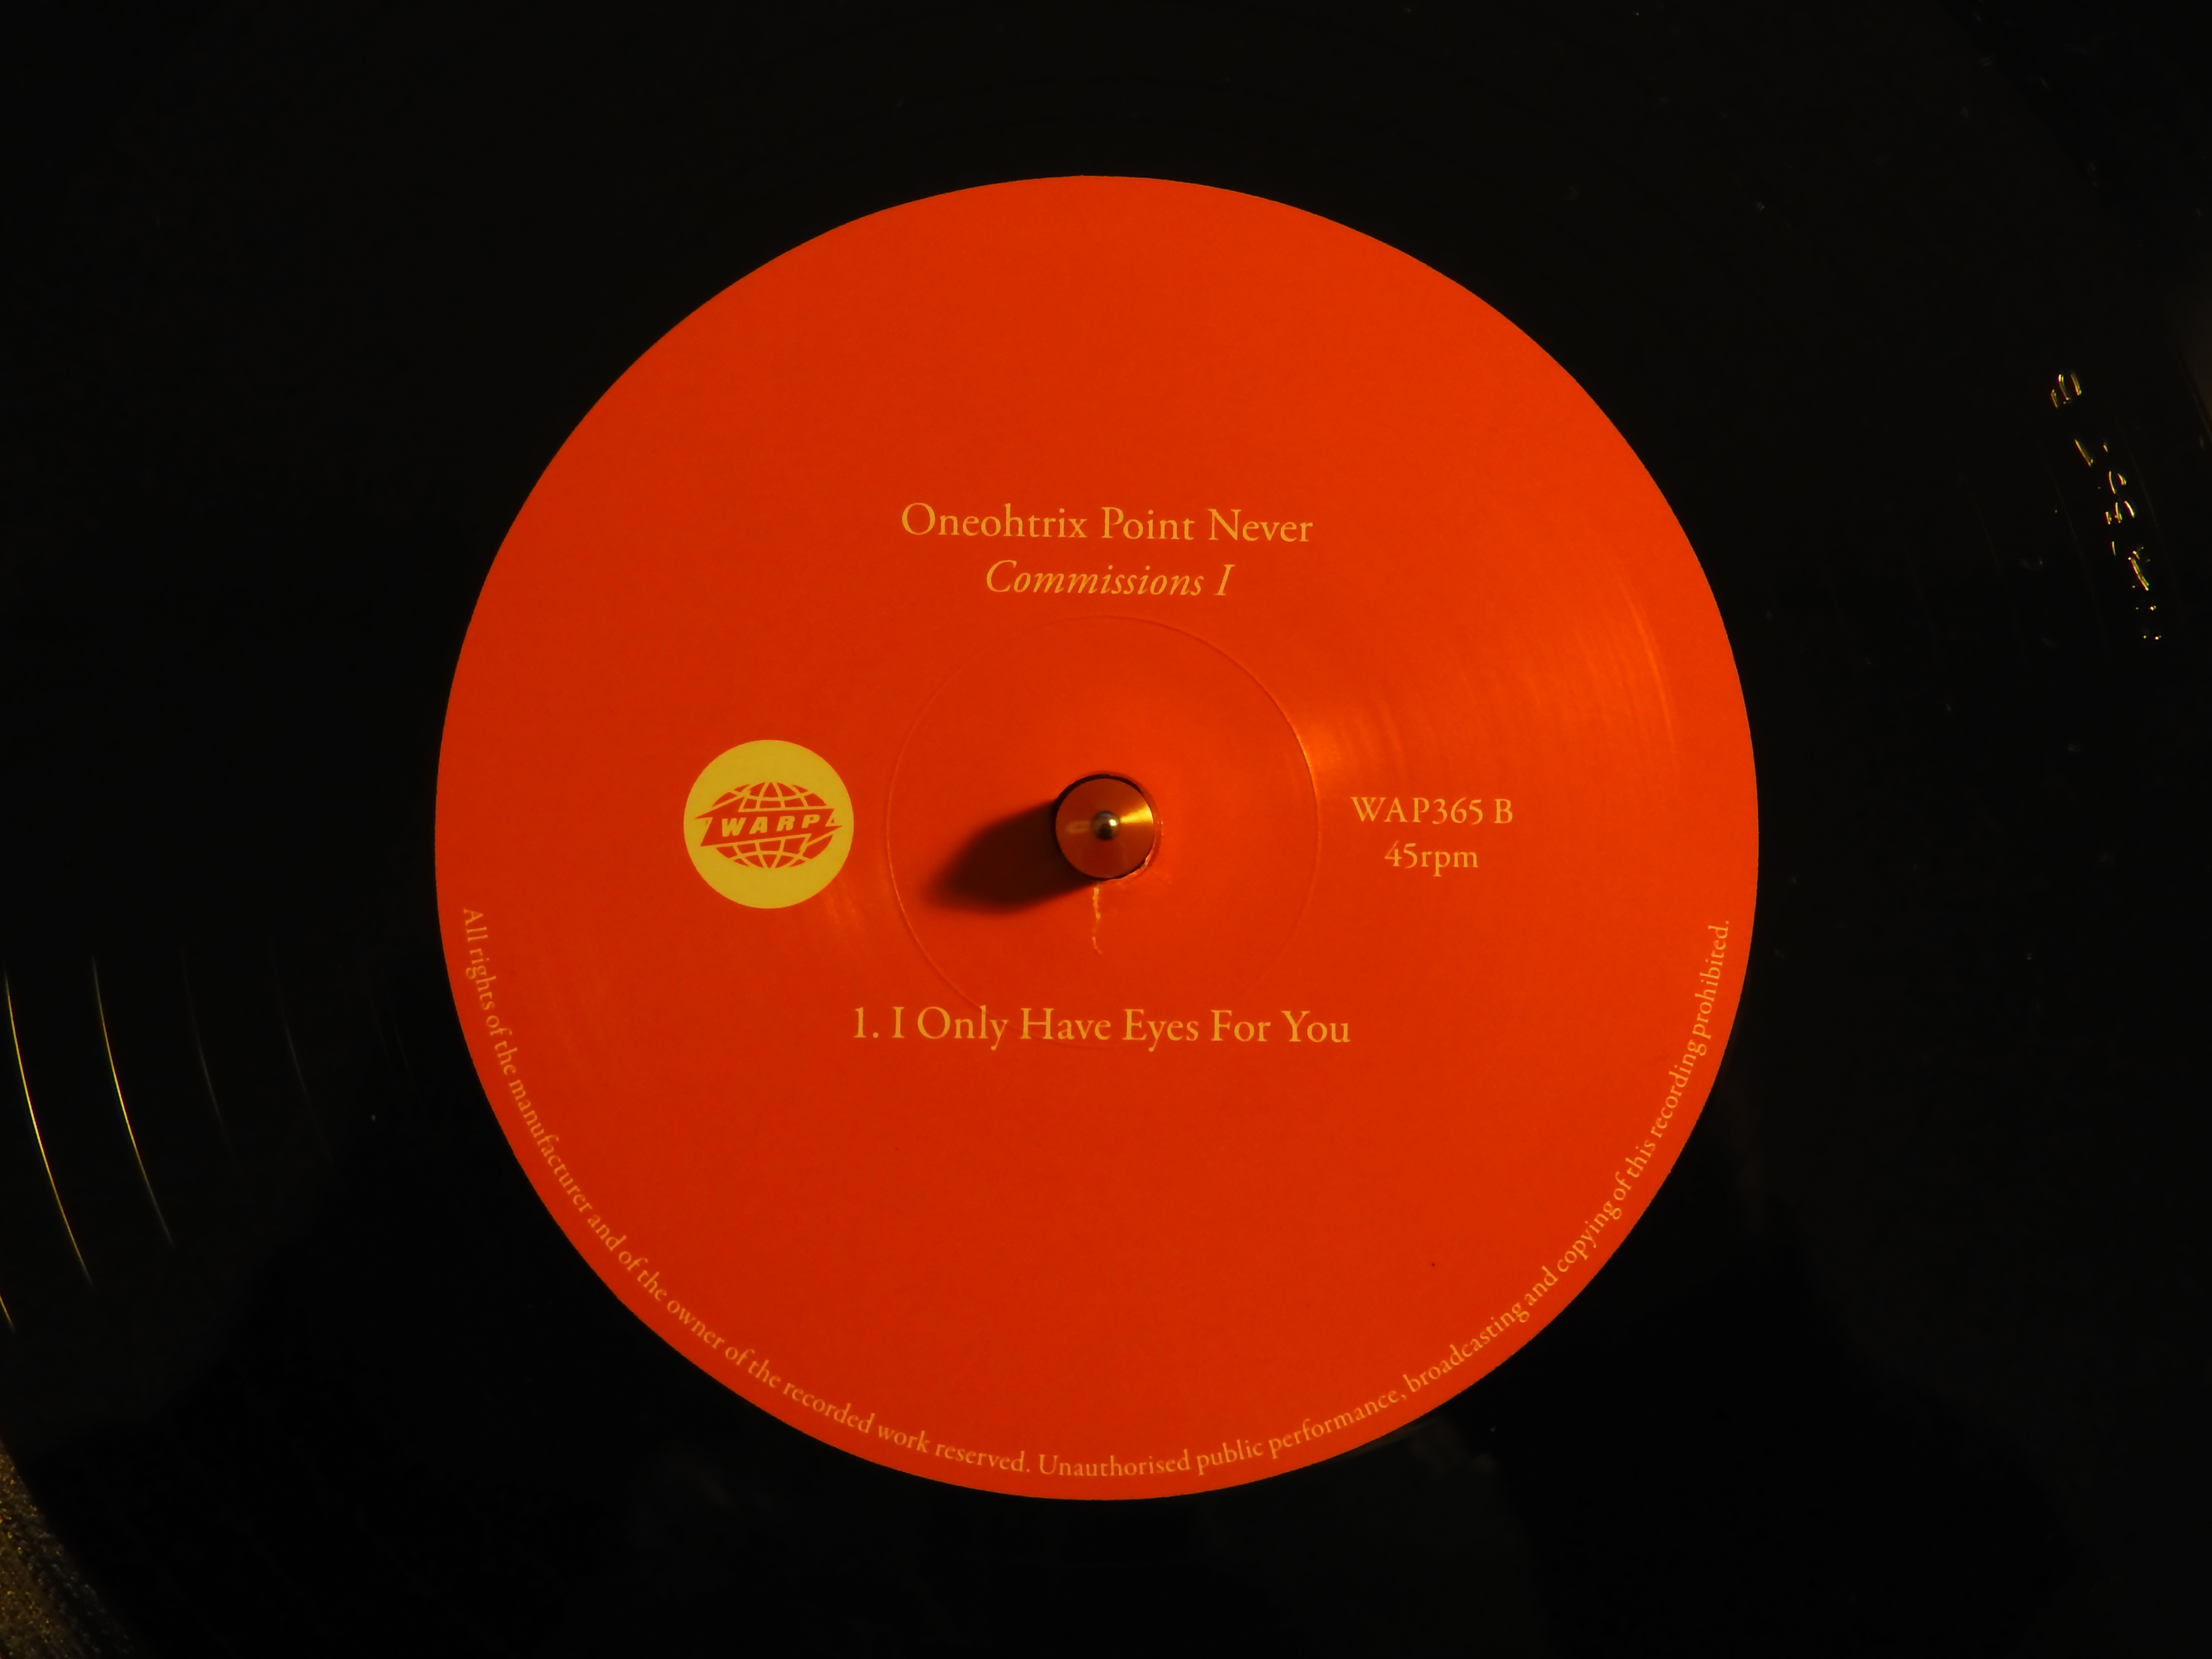 Oneohtrix Point Never
Commissions I
WARP
WAP365 B
45rpm
1. I Only Have Eyes For You
All rights of the manufacturer and of the owner of the recorded work reserved. Unauthorised public performance, broadcasting and copying of this recording prohibited.